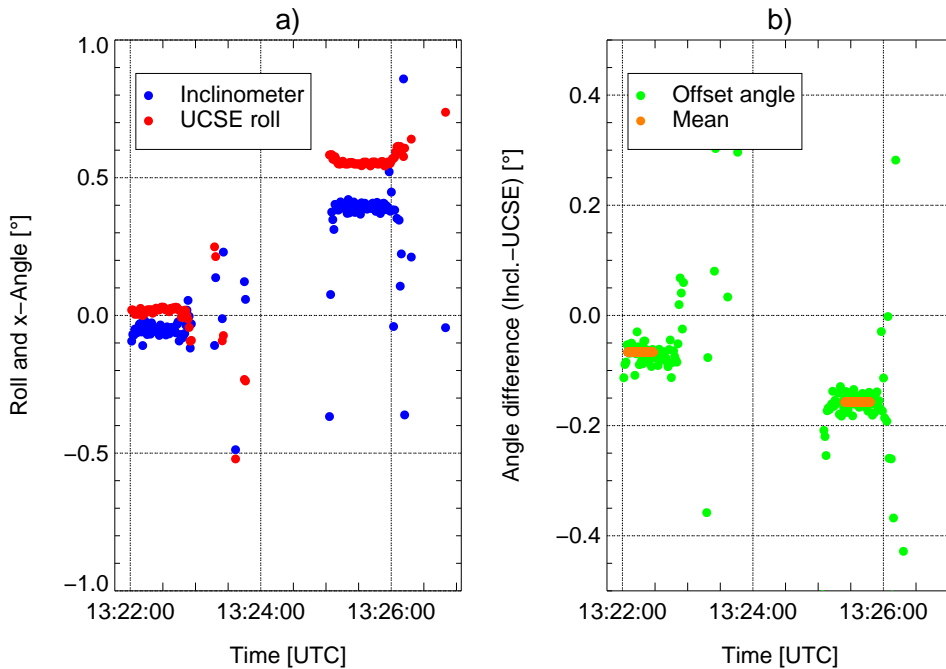 a)
1.0
0.5
0.0
−0.5
−1.0
Roll and x−Angle [°]
Inclinometer
UCSE roll
13:22:00
13:24:00
13:26:00
Time [UTC]
b)
0.4
0.2
0.0
−0.2
−0.4
Angle difference (Incl.−UCSE) [°]
Offset angle
Mean
13:22:00
13:24:00
13:26:00
Time [UTC]